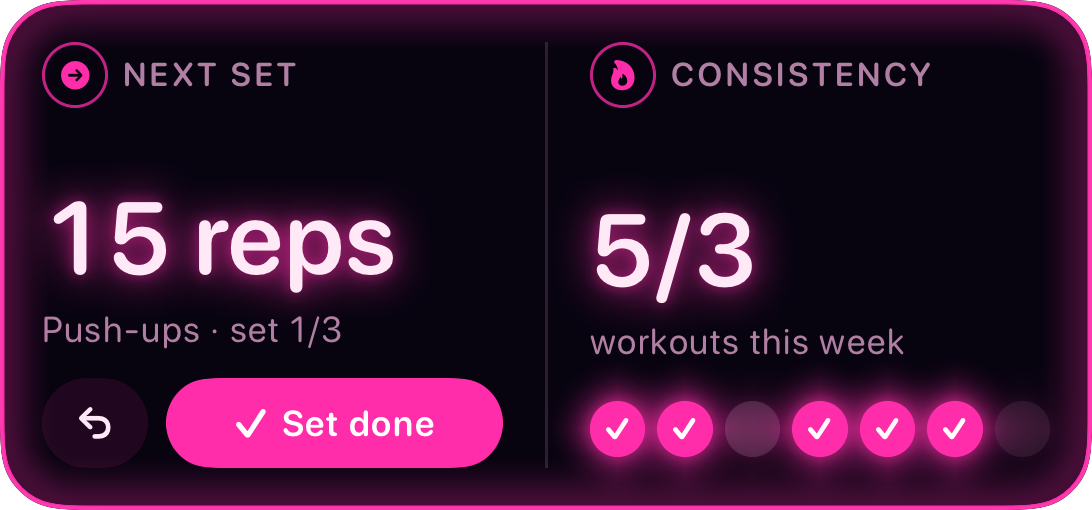 NEXT SET
15 reps
Push-ups · set 1/3
Set done
CONSISTENCY
5/3
workouts this week